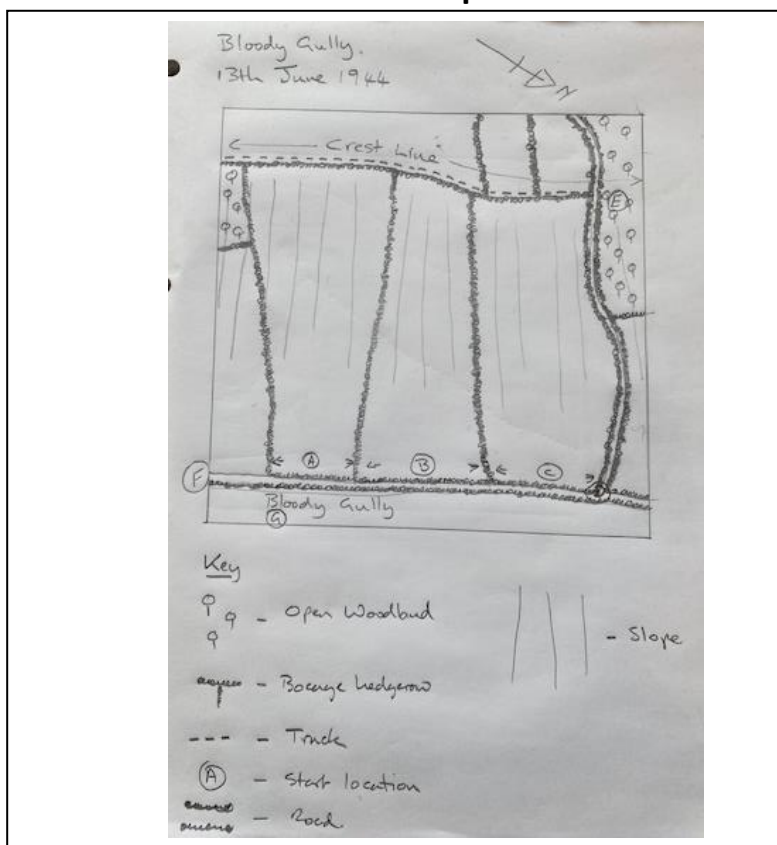 Bloody Gully.
13th June 1944
N
Crest Line
E
A
B
C
F
Bloody Gully
G
Key
- Open Woodland
- Slope
- Bocage hedgerow
- Track
A - Start location
- Road